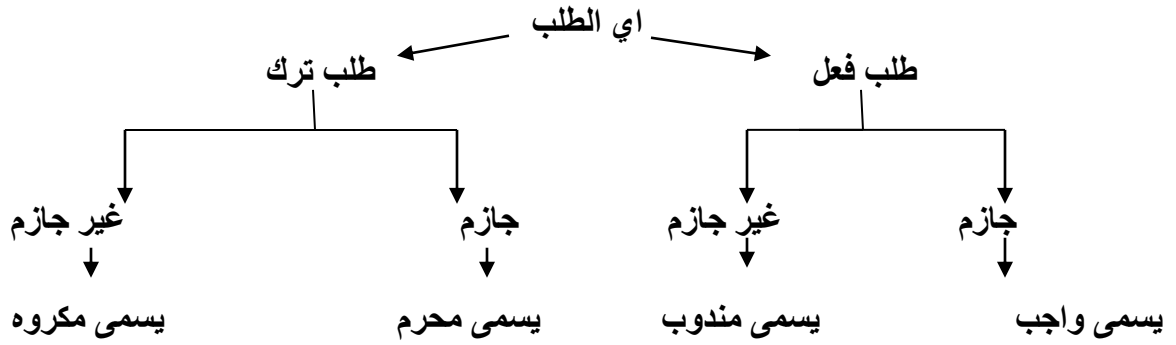 اي الطلب
طلب فعل
طلب ترك
جازم
غير جازم
جازم
غير جازم
يسمى واجب
يسمى مندوب
يسمى محرم
يسمى مكروه